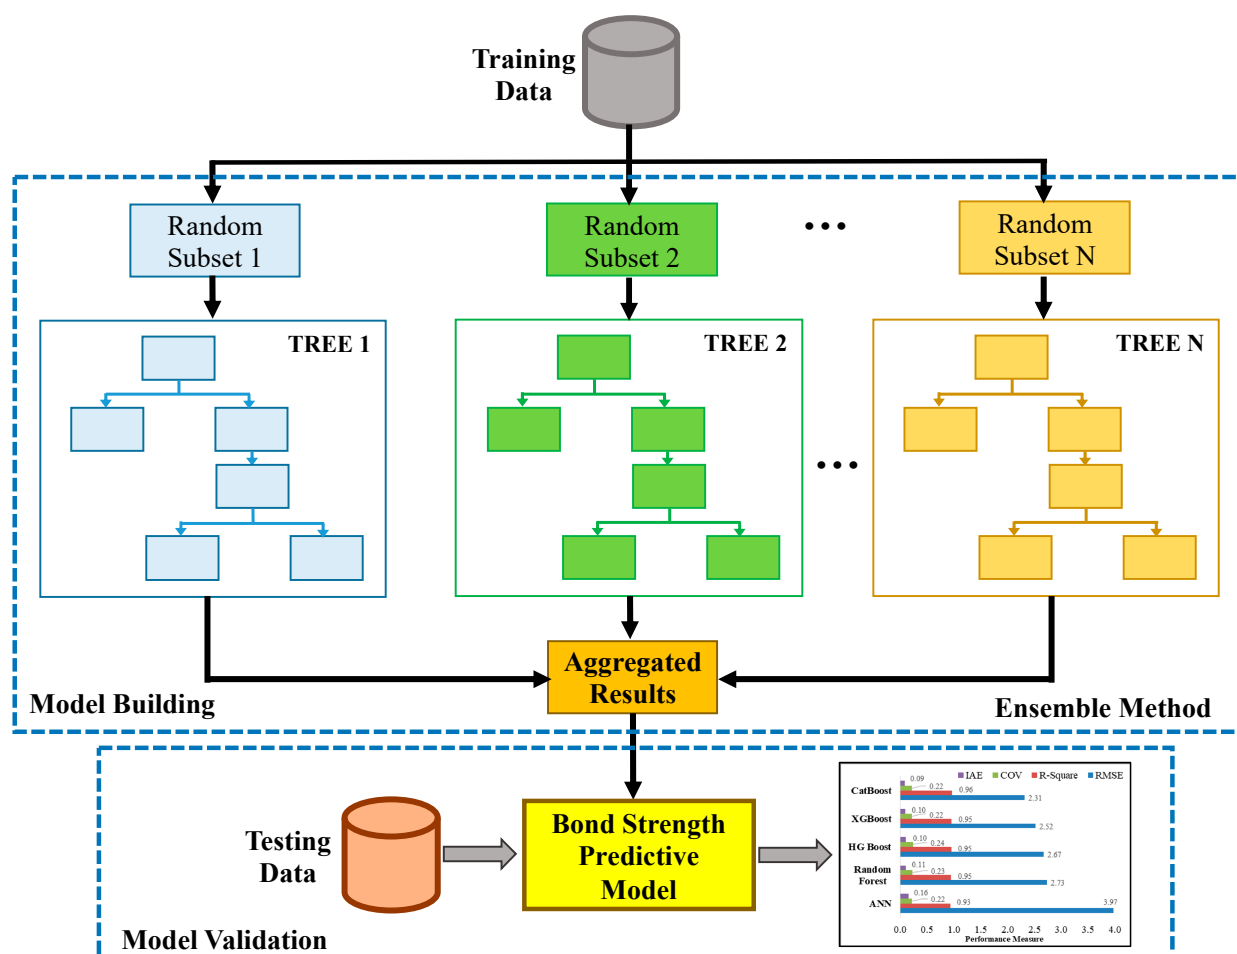 Training
Data
Random
Subset 1
Random
Subset 2
...
Random
Subset N
TREE 1
TREE 2
TREE N
...
Aggregated
Results
Model Building
Ensemble Method
Testing
Data
Bond Strength
Predictive
Model
Model Validation
IAE COV R-Square RMSE
CatBoost
0.09
0.22
0.96
2.31
XGBoost
0.10
0.22
0.95
2.52
HG Boost
0.10
0.24
0.95
2.67
Random
Forest
0.11
0.23
0.95
2.73
ANN
0.16
0.22
0.93
3.97
0.0 0.5 1.0 1.5 2.0 2.5 3.0 3.5 4.0
Performance Measure